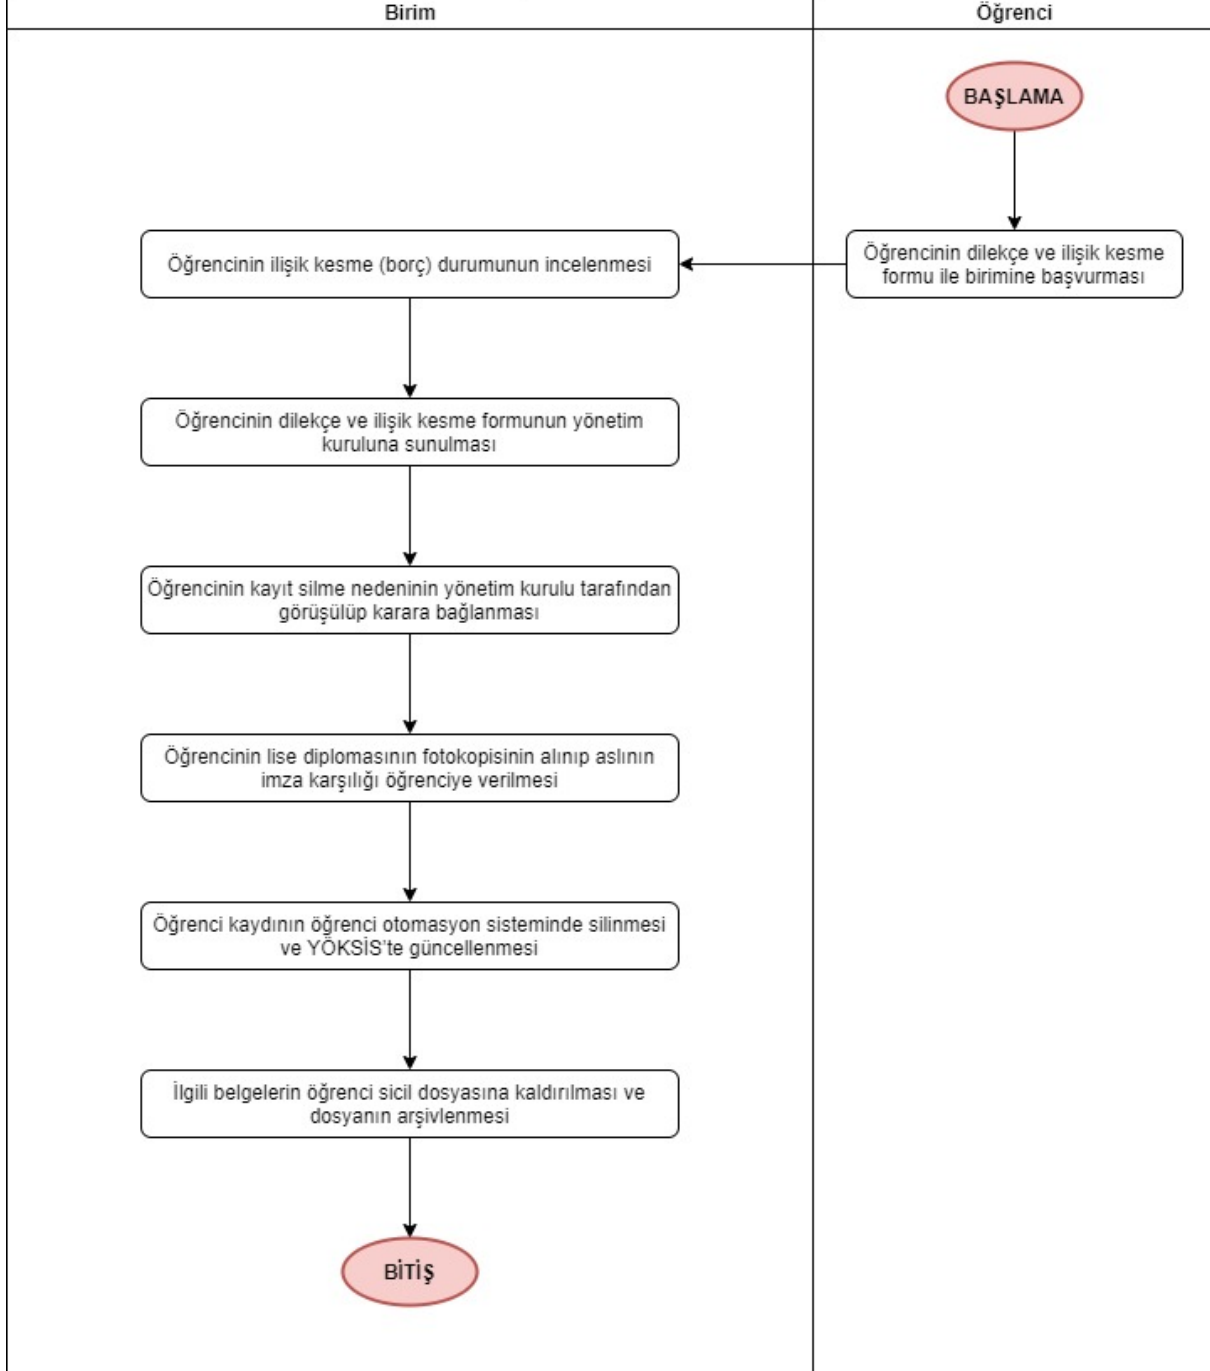 Birim
Öğrenci
BAŞLAMA
Öğrencinin dilekçe ve ilişik kesme
formu ile birimine başvurması
Öğrencinin ilişik kesme (borç) durumunun incelenmesi
Öğrencinin dilekçe ve ilişik kesme formunun yönetim
kuruluna sunulması
Öğrencinin kayıt silme nedeninin yönetim kurulu tarafından
görüşülüp karara bağlanması
Öğrencinin lise diplomasının fotokopisinin alınıp aslının
imza karşılığı öğrenciye verilmesi
Öğrenci kaydının öğrenci otomasyon sisteminde silinmesi
ve YÖKSİS'te güncellenmesi
İlgili belgelerin öğrenci sicil dosyasına kaldırılması ve
dosyanın arşivlenmesi
BİTİŞ